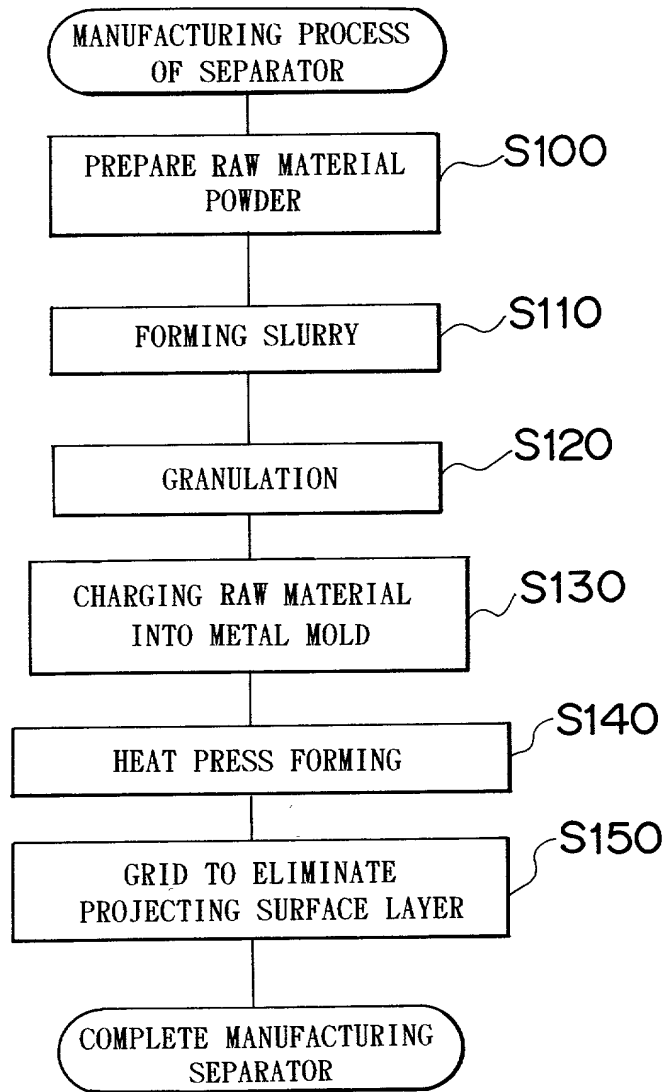 MANUFACTURING PROCESS
OF SEPARATOR
PREPARE RAW MATERIAL
POWDER
S100
FORMING SLURRY
S110
GRANULATION
S120
CHARGING RAW MATERIAL
INTO METAL MOLD
S130
HEAT PRESS FORMING
S140
GRID TO ELIMINATE
PROJECTING SURFACE LAYER
S150
COMPLETE MANUFACTURING
SEPARATOR